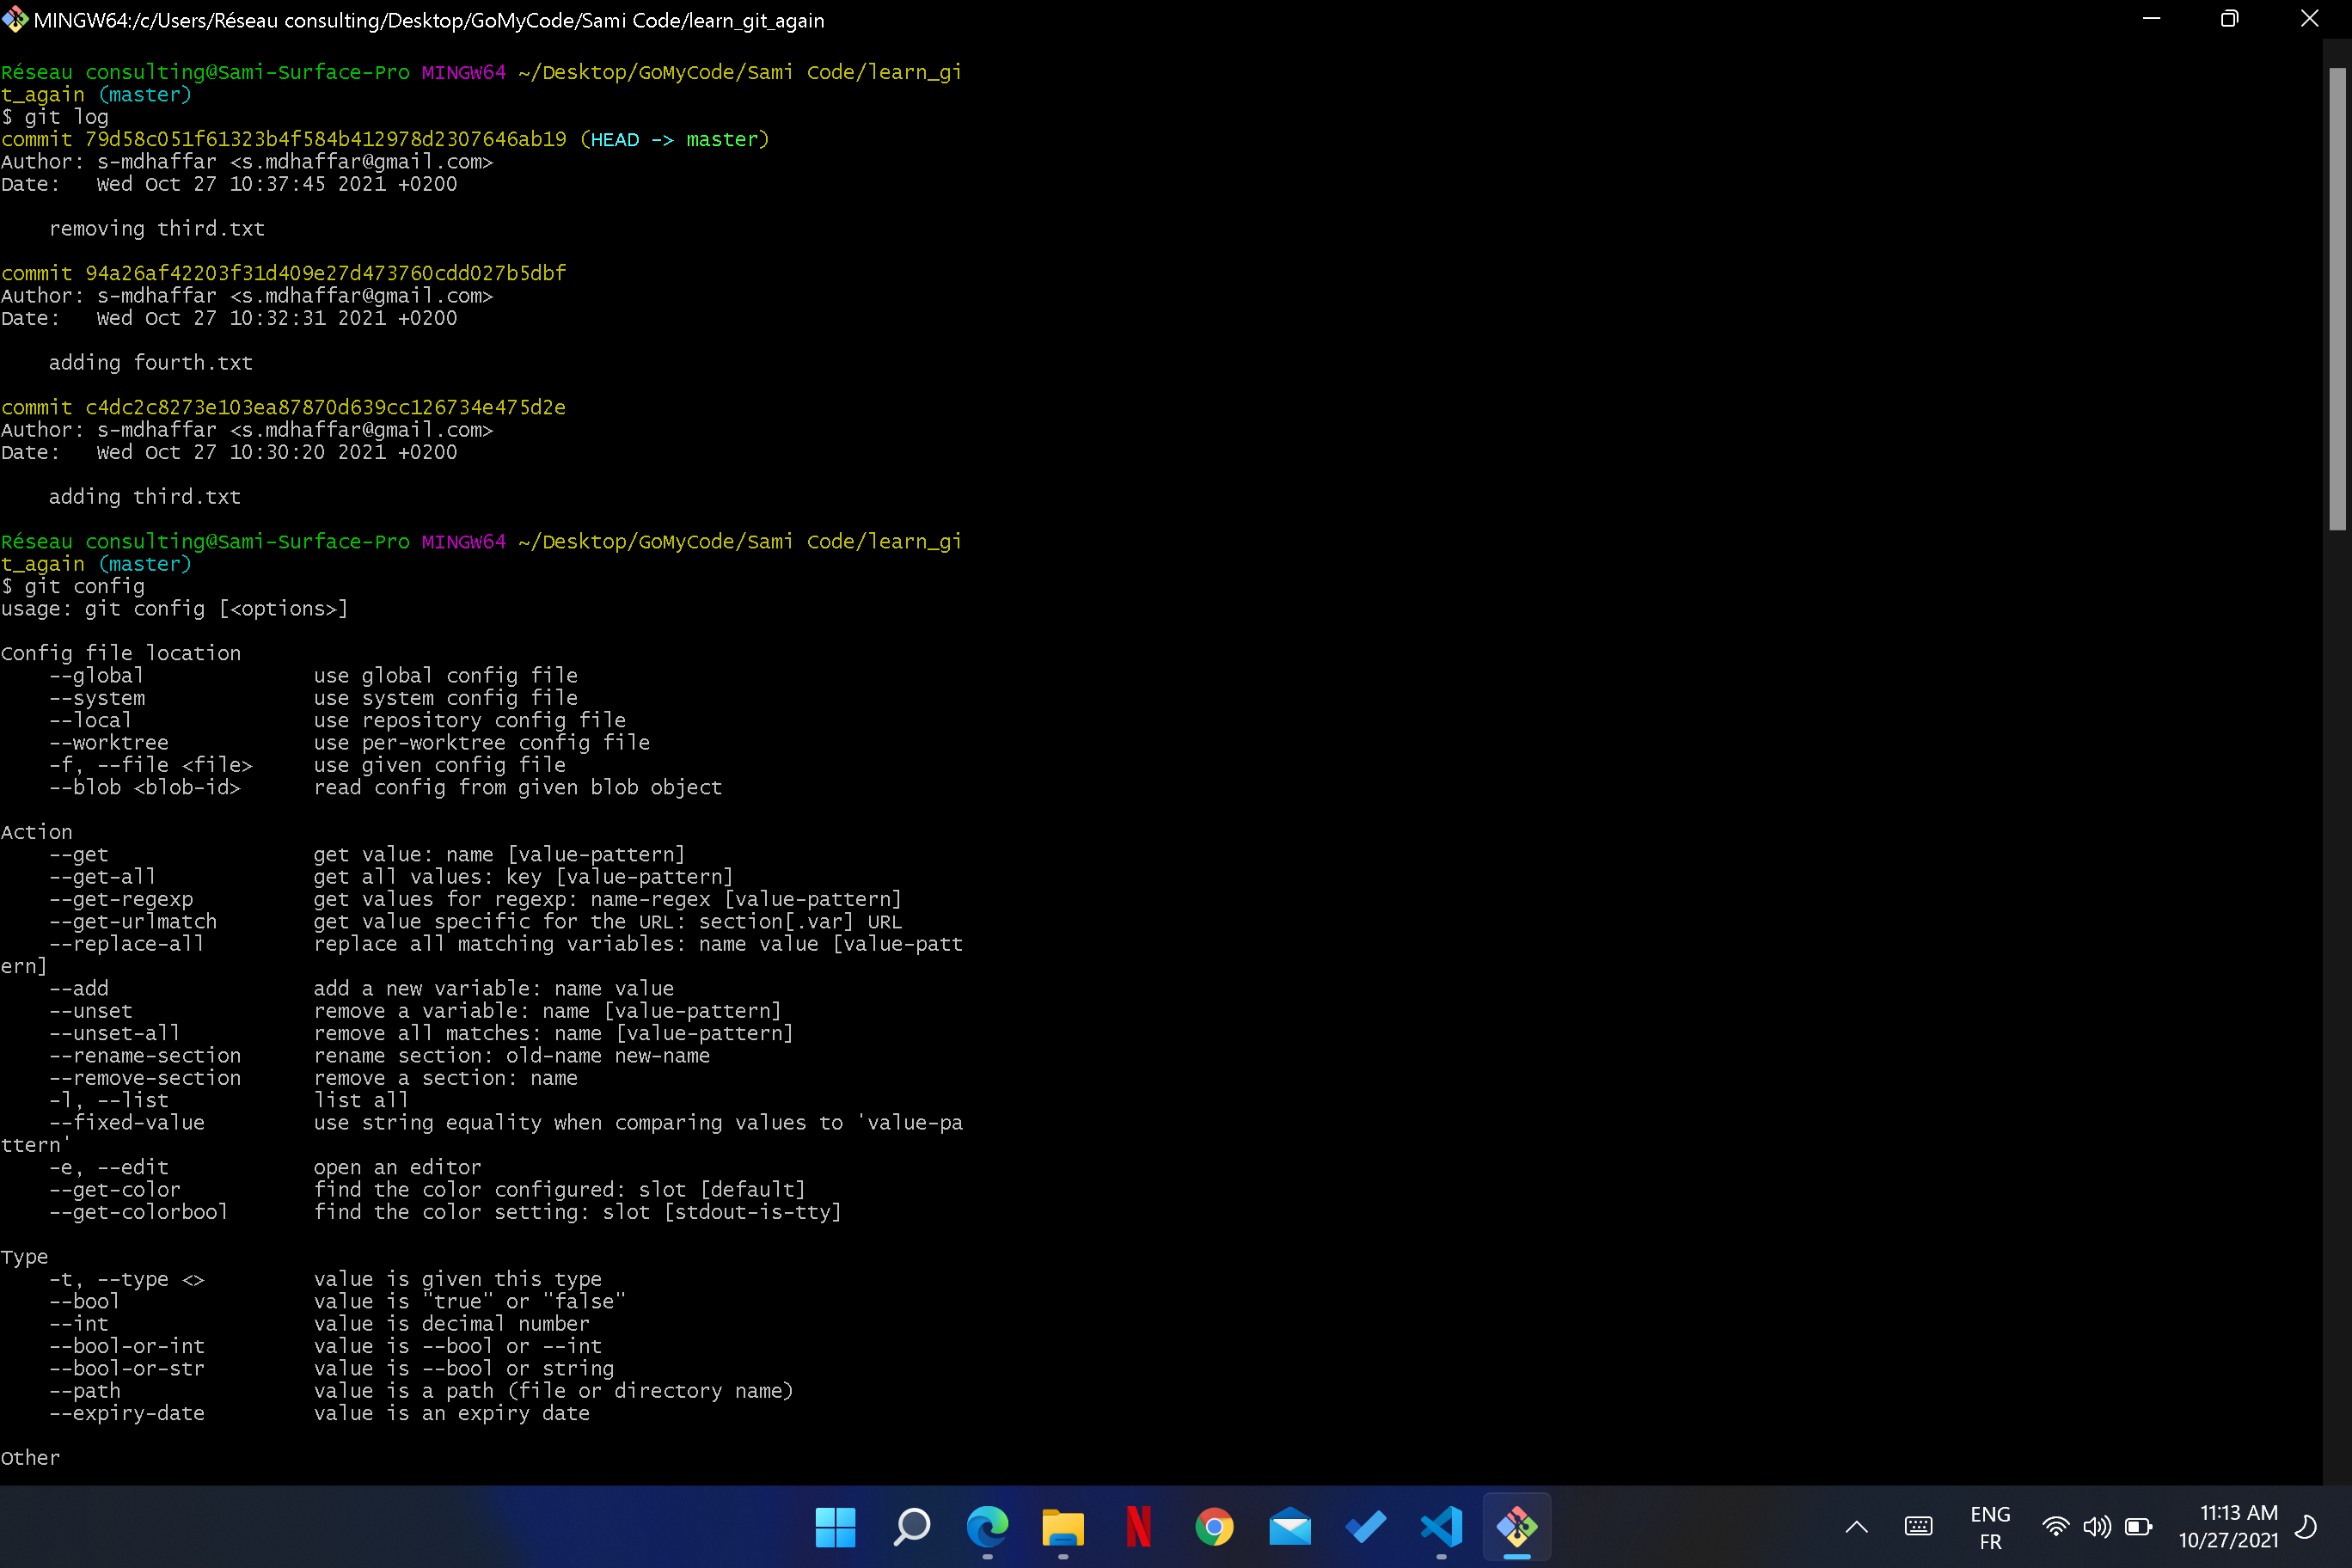 MINGW64:/c/Users/Réseau consulting/Desktop/GoMyCode/Sami Code/learn_git_again
Réseau consulting@Sami-Surface-Pro MINGW64 ~/Desktop/GoMyCode/Sami Code/learn_gi
t_again (master)
$ git log
commit 79d58c051f61323b4f584b412978d2307646ab19 (HEAD -> master)
Author: s-mdhaffar <s.mdhaffar@gmail.com>
Date:   Wed Oct 27 10:37:45 2021 +0200
    removing third.txt
commit 94a26af42203f31d409e27d473760cdd027b5dbf
Author: s-mdhaffar <s.mdhaffar@gmail.com>
Date:   Wed Oct 27 10:32:31 2021 +0200
    adding fourth.txt
commit c4dc2c8273e103ea87870d639cc126734e475d2e
Author: s-mdhaffar <s.mdhaffar@gmail.com>
Date:   Wed Oct 27 10:30:20 2021 +0200
    adding third.txt
Réseau consulting@Sami-Surface-Pro MINGW64 ~/Desktop/GoMyCode/Sami Code/learn_gi
t_again (master)
$ git config
usage: git config [<options>]
Config file location
    --global              use global config file
    --system              use system config file
    --local               use repository config file
    --worktree            use per-worktree config file
    -f, --file <file>     use given config file
    --blob <blob-id>      read config from given blob object
Action
    --get                 get value: name [value-pattern]
    --get-all             get all values: key [value-pattern]
    --get-regexp          get values for regexp: name-regex [value-pattern]
    --get-urlmatch        get value specific for the URL: section[.var] URL
    --replace-all         replace all matching variables: name value [value-patt
ern]
    --add                 add a new variable: name value
    --unset               remove a variable: name [value-pattern]
    --unset-all           remove all matches: name [value-pattern]
    --rename-section      rename section: old-name new-name
    --remove-section      remove a section: name
    -l, --list            list all
    --fixed-value         use string equality when comparing values to 'value-pa
ttern'
    -e, --edit            open an editor
    --get-color           find the color configured: slot [default]
    --get-colorbool       find the color setting: slot [stdout-is-tty]
Type
    -t, --type <>         value is given this type
    --bool                value is "true" or "false"
    --int                 value is decimal number
    --bool-or-int         value is --bool or --int
    --bool-or-str         value is --bool or string
    --path                value is a path (file or directory name)
    --expiry-date         value is an expiry date
Other
ENG
FR
11:13 AM
10/27/2021